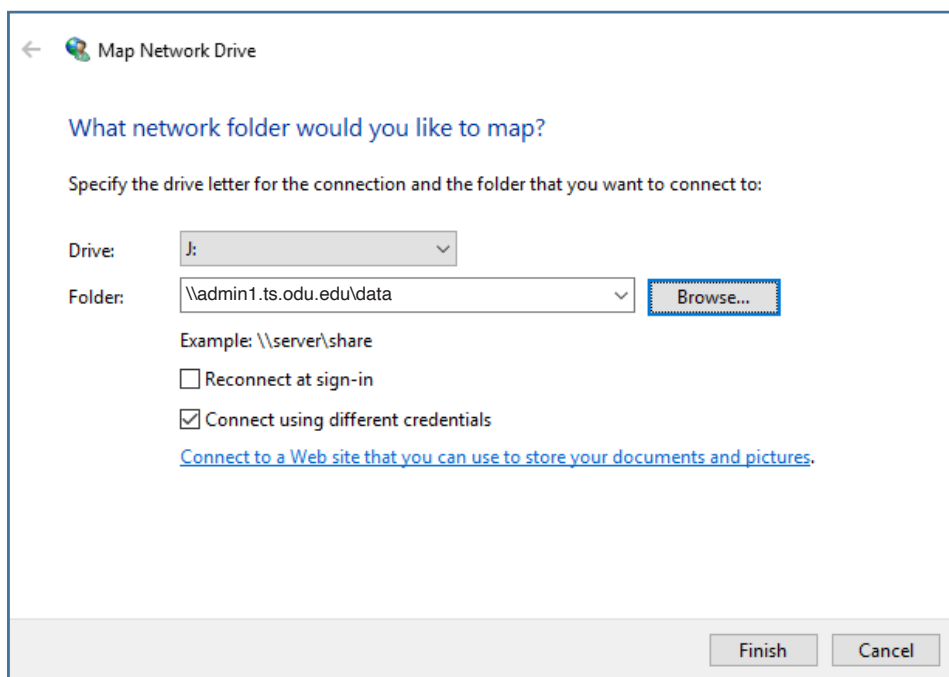 Map Network Drive
What network folder would you like to map?
Specify the drive letter for the connection and the folder that you want to connect to:
Drive: J:
Folder: \\admin1.ts.odu.edu\data Browse...
Example: \\server\share
Reconnect at sign-in
Connect using different credentials
Connect to a Web site that you can use to store your documents and pictures.
Finish Cancel